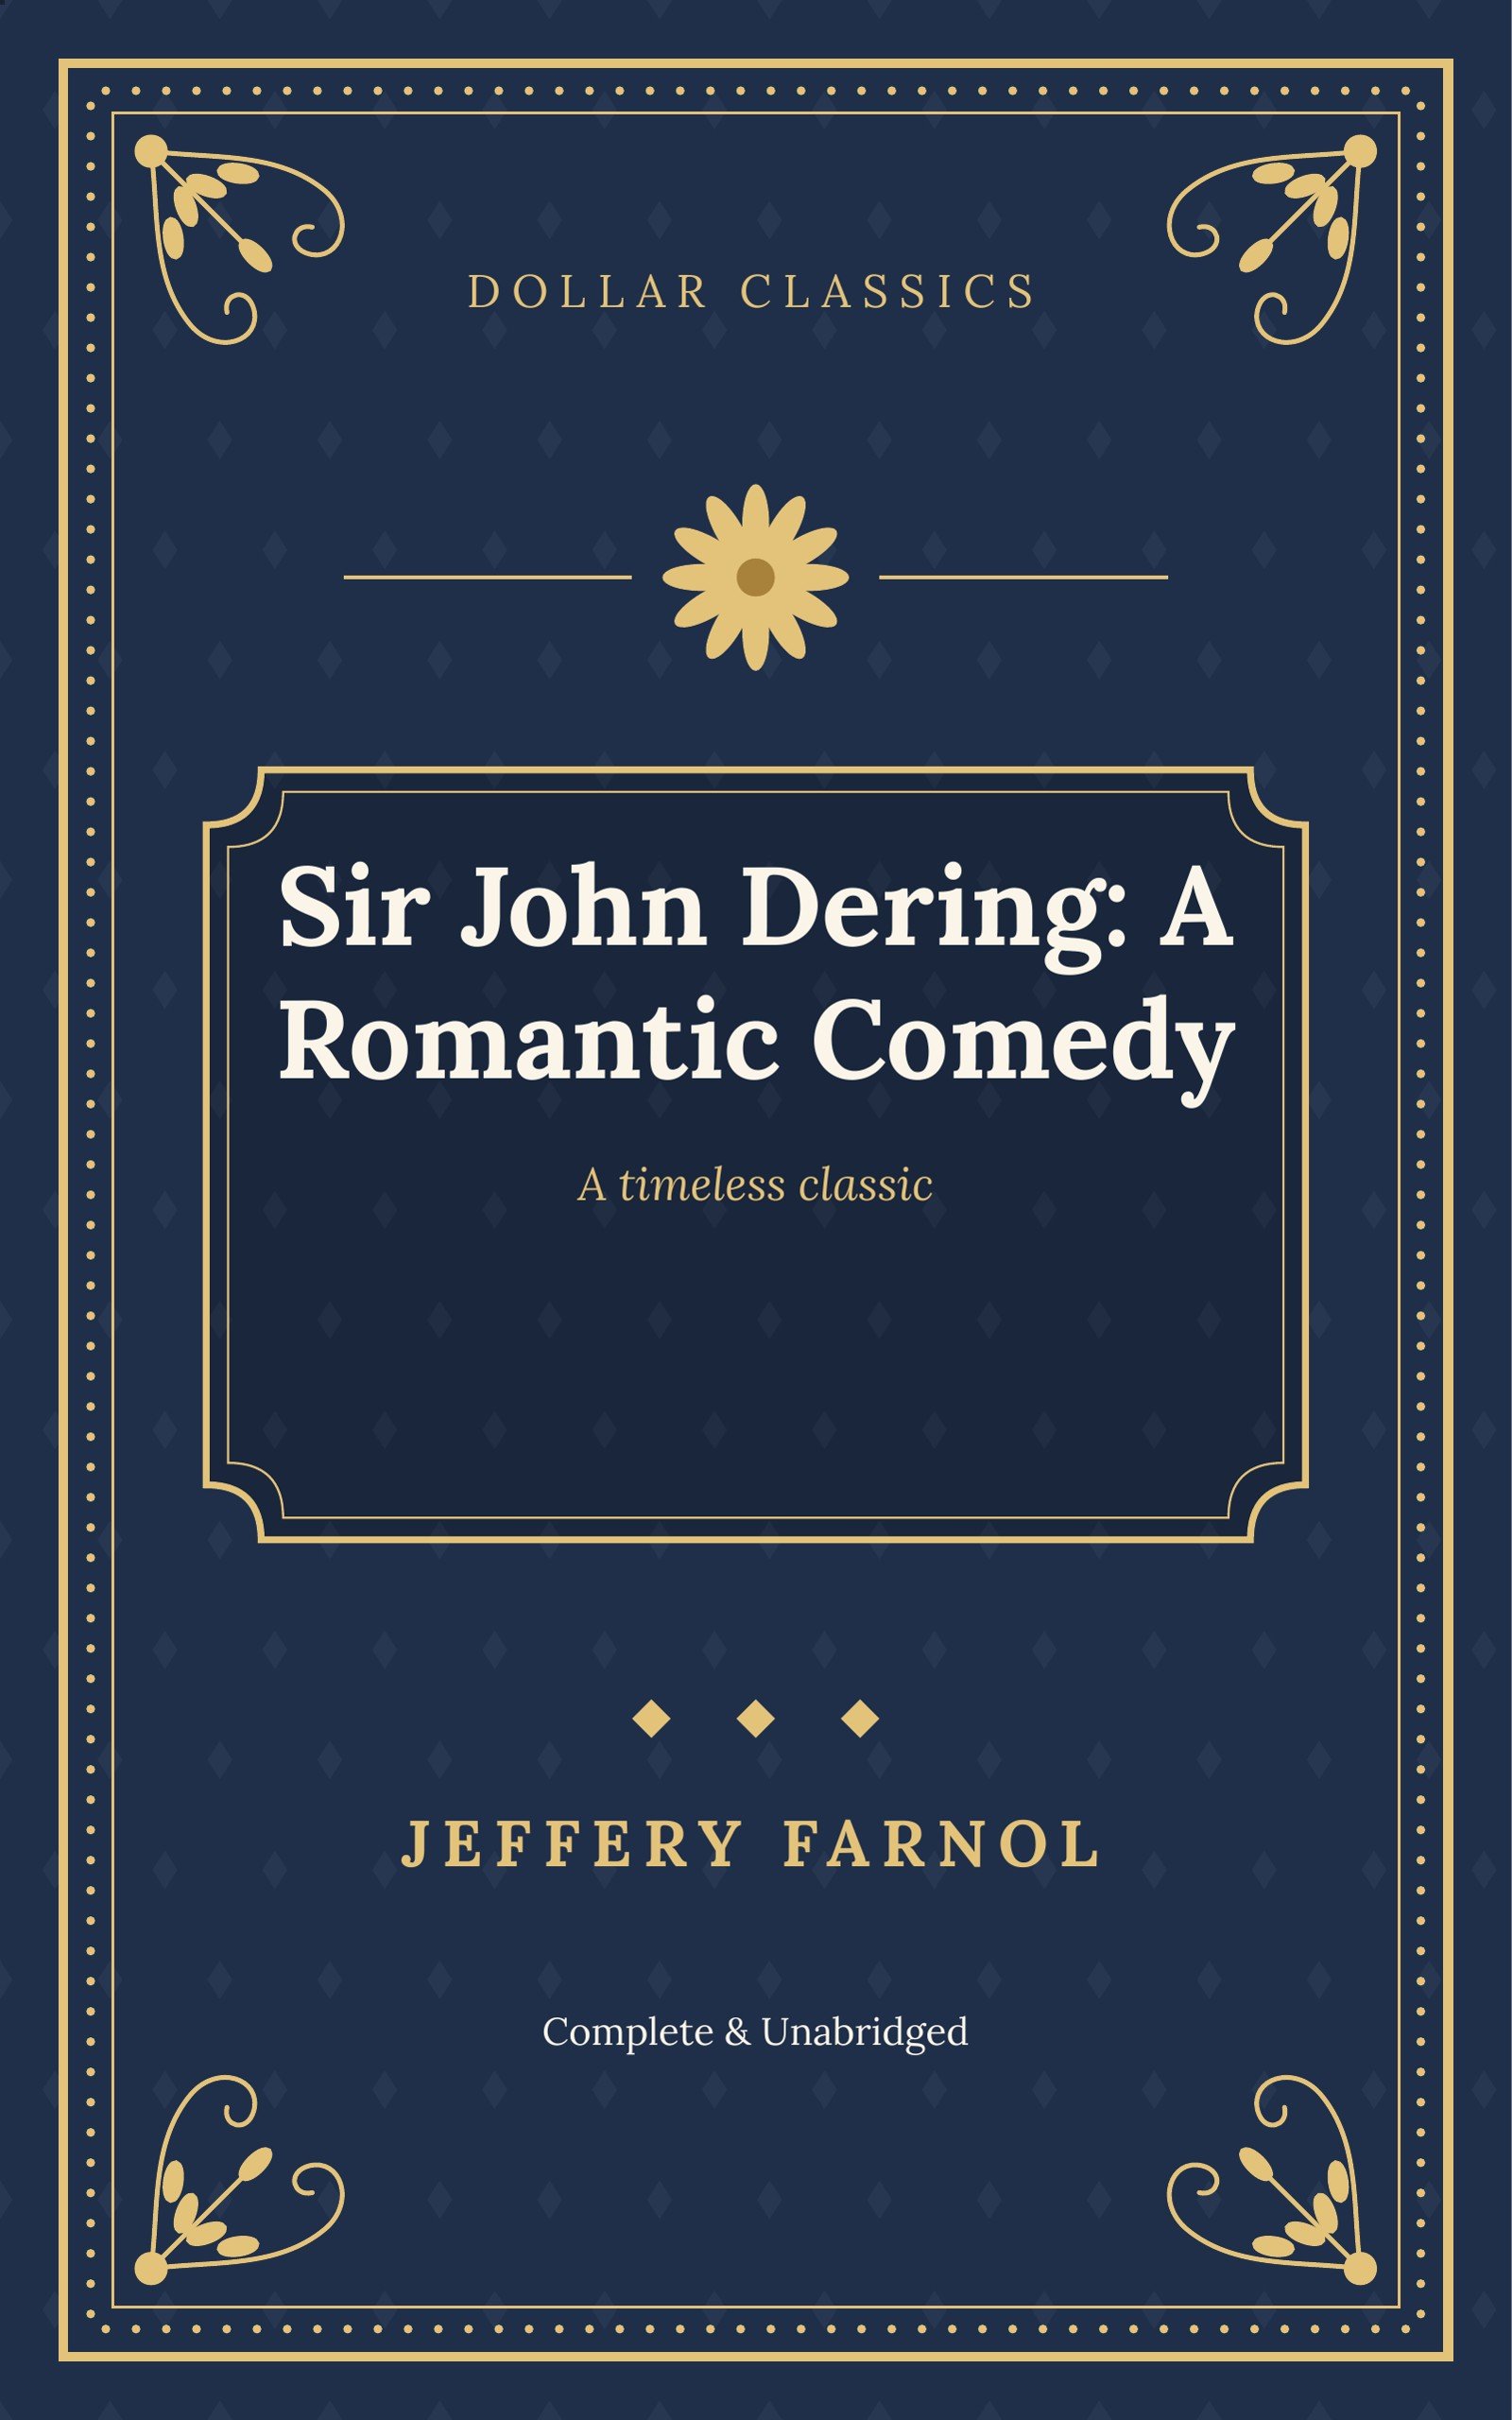 DOLLAR CLASSICS
Sir John Dering: A
Romantic Comedy
A timeless classic
JEFFERY FARNOL
Complete & Unabridged